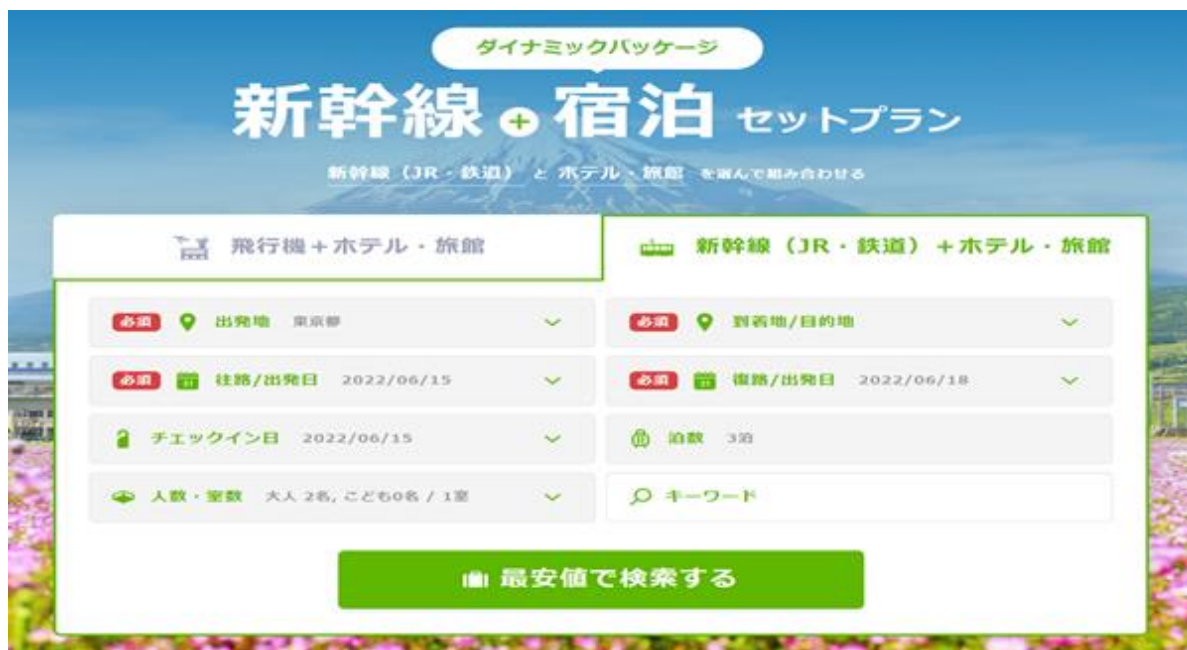 ダイナミックパッケージ
新幹線+宿泊 セットプラン
新幹線（JR・鉄道） と ホテル・旅館 を選んで組み合わせる
飛行機+ホテル・旅館
新幹線（JR・鉄道）+ホテル・旅館
必須 出発地 東京都
必須 到着地/目的地
必須 往路/出発日 2022/06/15
必須 復路/出発日 2022/06/18
チェックイン日 2022/06/15
泊数 3泊
人数・室数 大人 2名, こども0名 / 1室
キーワード
最安値で検索する